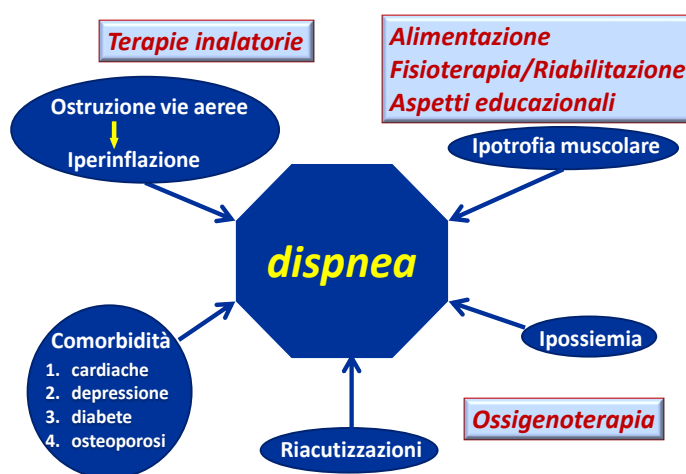 Terapie inalatorie
Alimentazione
Fisioterapia/Riabilitazione
Aspetti educazionali
Ostruzione vie aeree
Iperinflazione
Ipotrofia muscolare
dispnea
Comorbidità
1. cardiache
2. depressione
3. diabete
4. osteoporosi
Ipossiemia
Ossigenoterapia
Riacutizzazioni